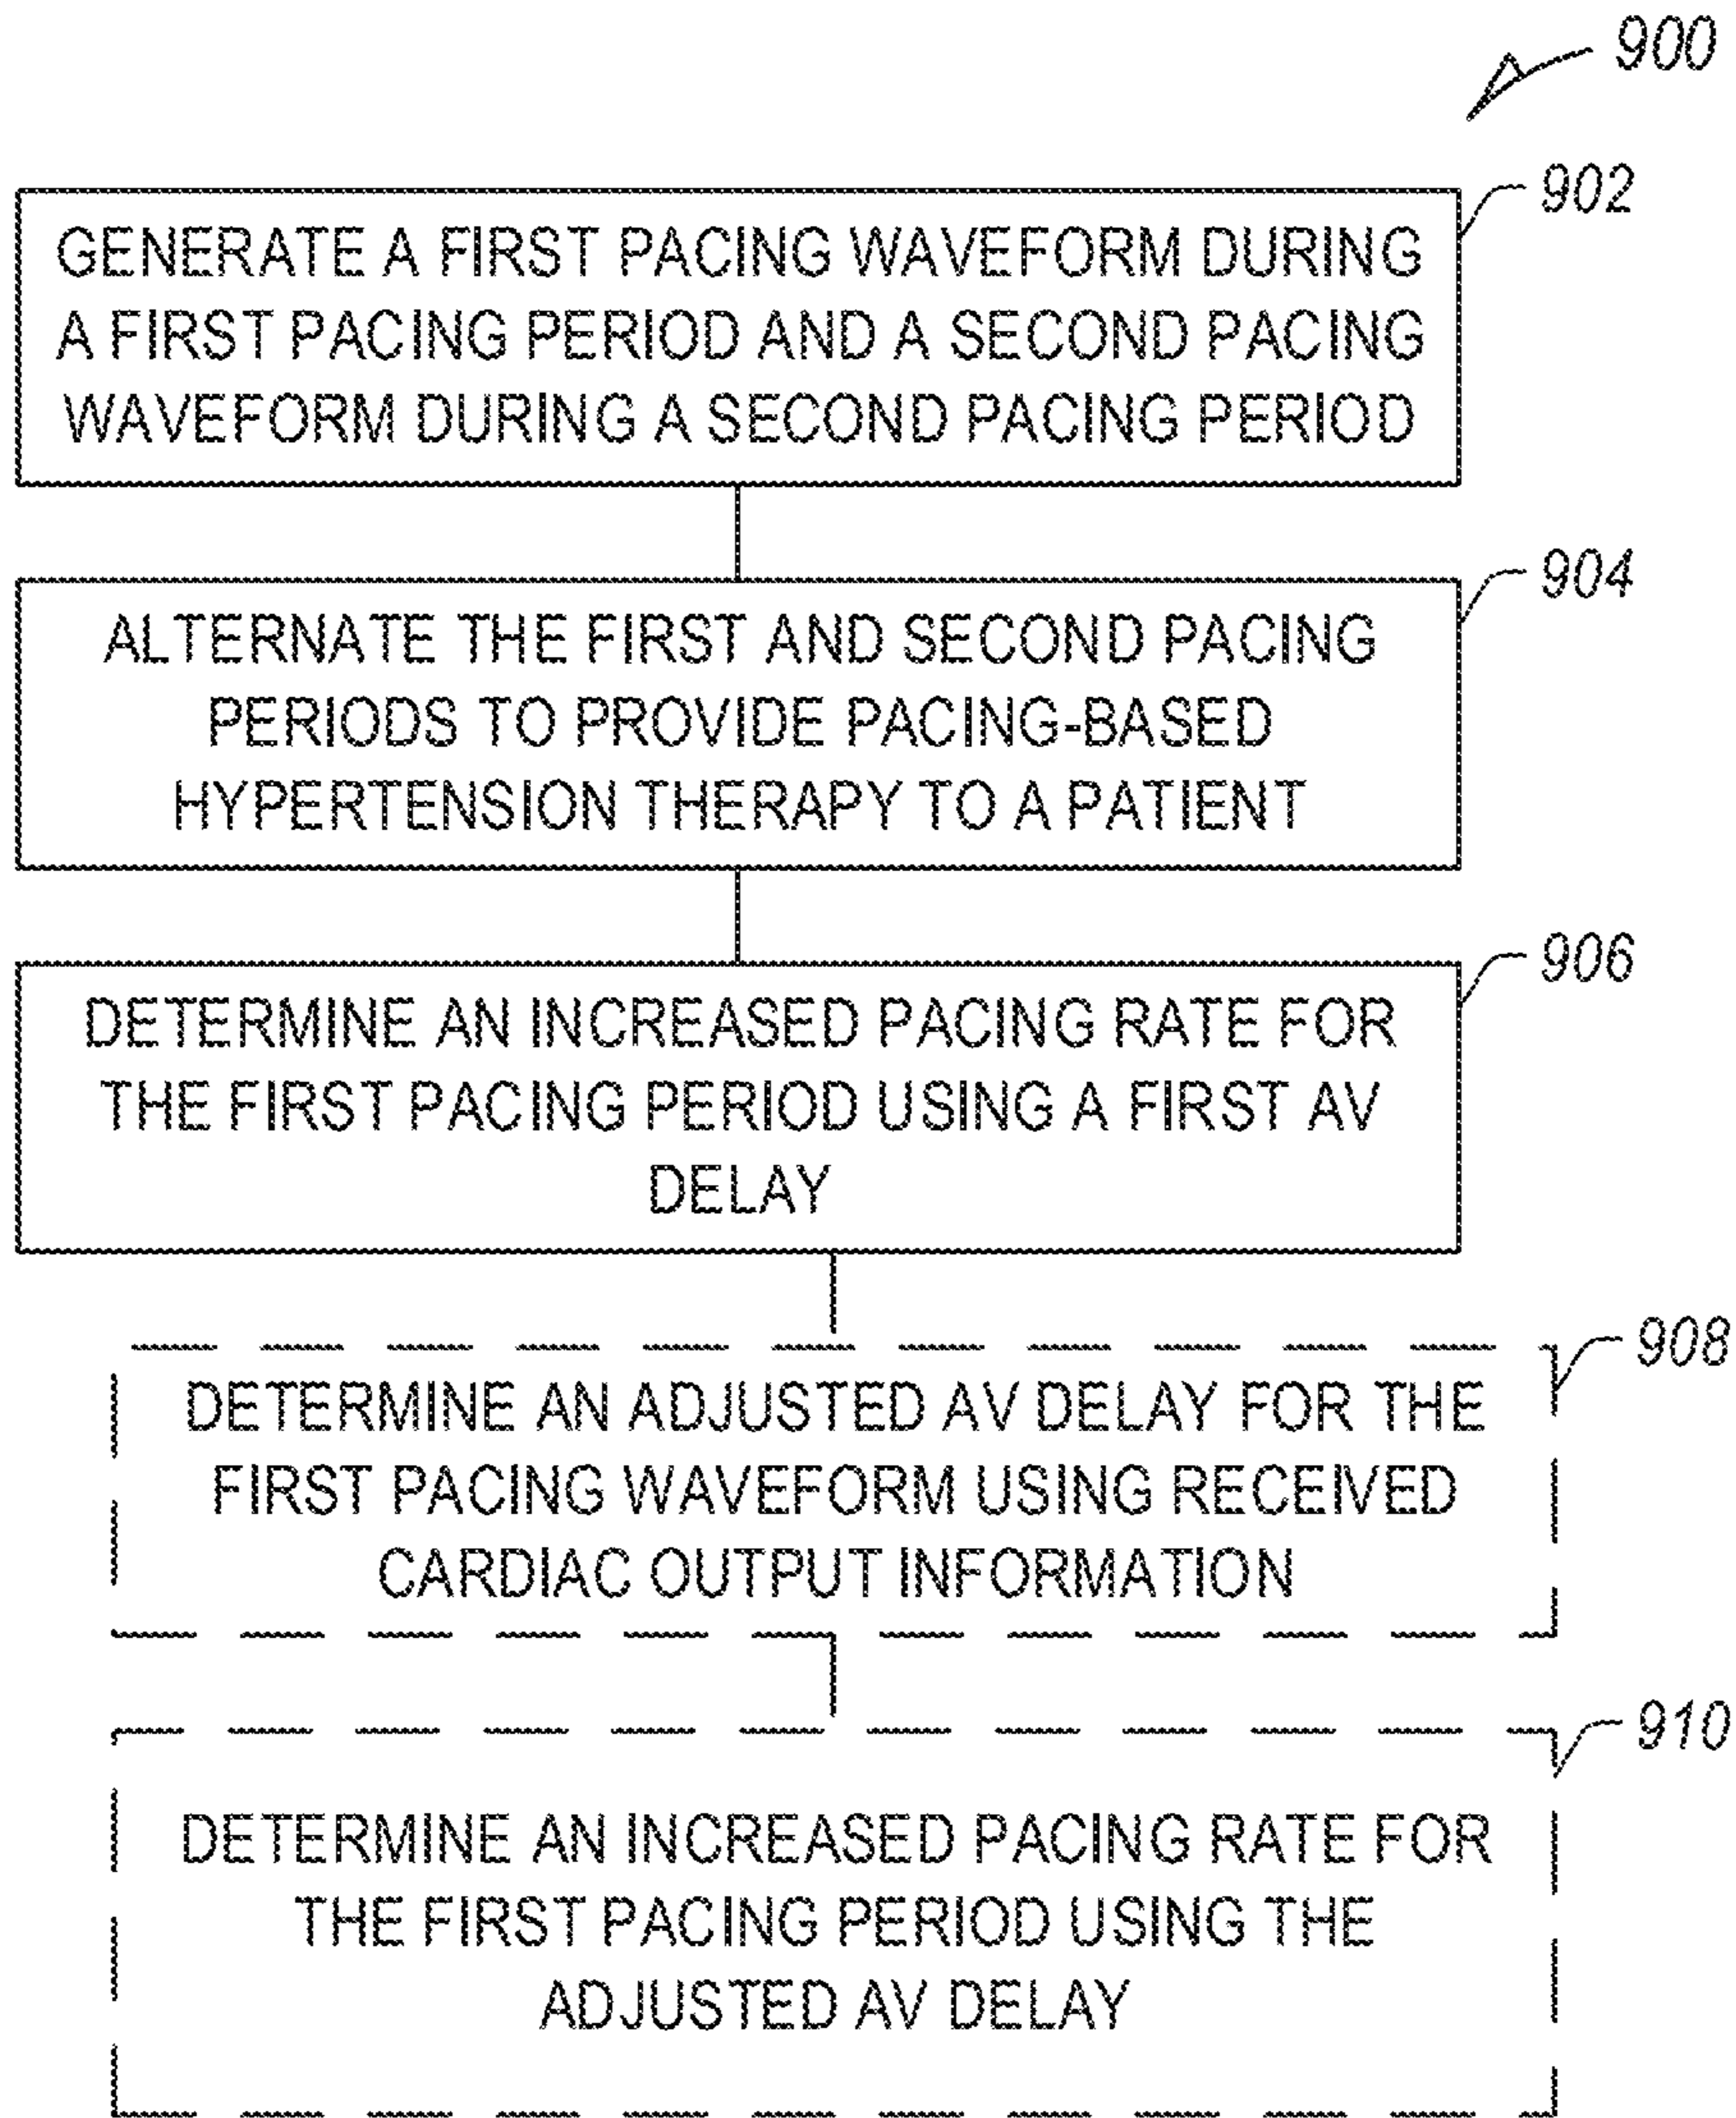 900
902
GENERATE A FIRST PACING WAVEFORM DURING
A FIRST PACING PERIOD AND A SECOND PACING
WAVEFORM DURING A SECOND PACING PERIOD
904
ALTERNATE THE FIRST AND SECOND PACING
PERIODS TO PROVIDE PACING-BASED
HYPERTENSION THERAPY TO A PATIENT
906
DETERMINE AN INCREASED PACING RATE FOR
THE FIRST PACING PERIOD USING A FIRST AV
DELAY
908
DETERMINE AN ADJUSTED AV DELAY FOR THE
FIRST PACING WAVEFORM USING RECEIVED
CARDIAC OUTPUT INFORMATION
910
DETERMINE AN INCREASED PACING RATE FOR
THE FIRST PACING PERIOD USING THE
ADJUSTED AV DELAY